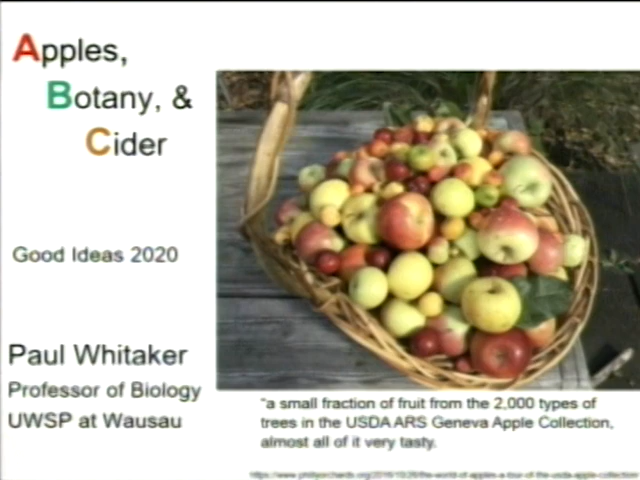 Apples,
Botany, &
Cider
Good Ideas 2020
Paul Whitaker
Professor of Biology
UWSP at Wausau
"a small fraction of fruit from the 2,000 types of
trees in the USDA ARS Geneva Apple Collection,
almost all of it very tasty.